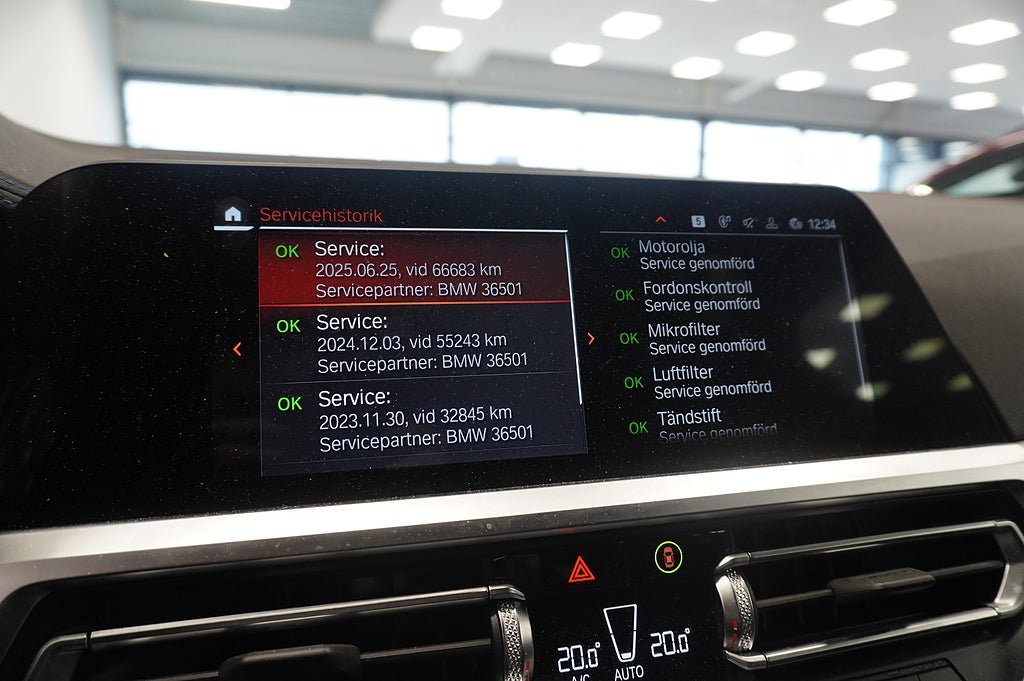 Servicehistorik
5
12:34
OK Service:
2025.06.25, vid 66683 km
Servicepartner: BMW 36501
OK Service:
2024.12.03, vid 55243 km
Servicepartner: BMW 36501
OK Service:
2023.11.30, vid 32845 km
Servicepartner: BMW 36501
OK Motorolja
Service genomförd
OK Fordonskontroll
Service genomförd
OK Mikrofilter
Service genomförd
OK Luftfilter
Service genomförd
OK Tändstift
Service genomförd
20.0° 20.0°
A/C AUTO